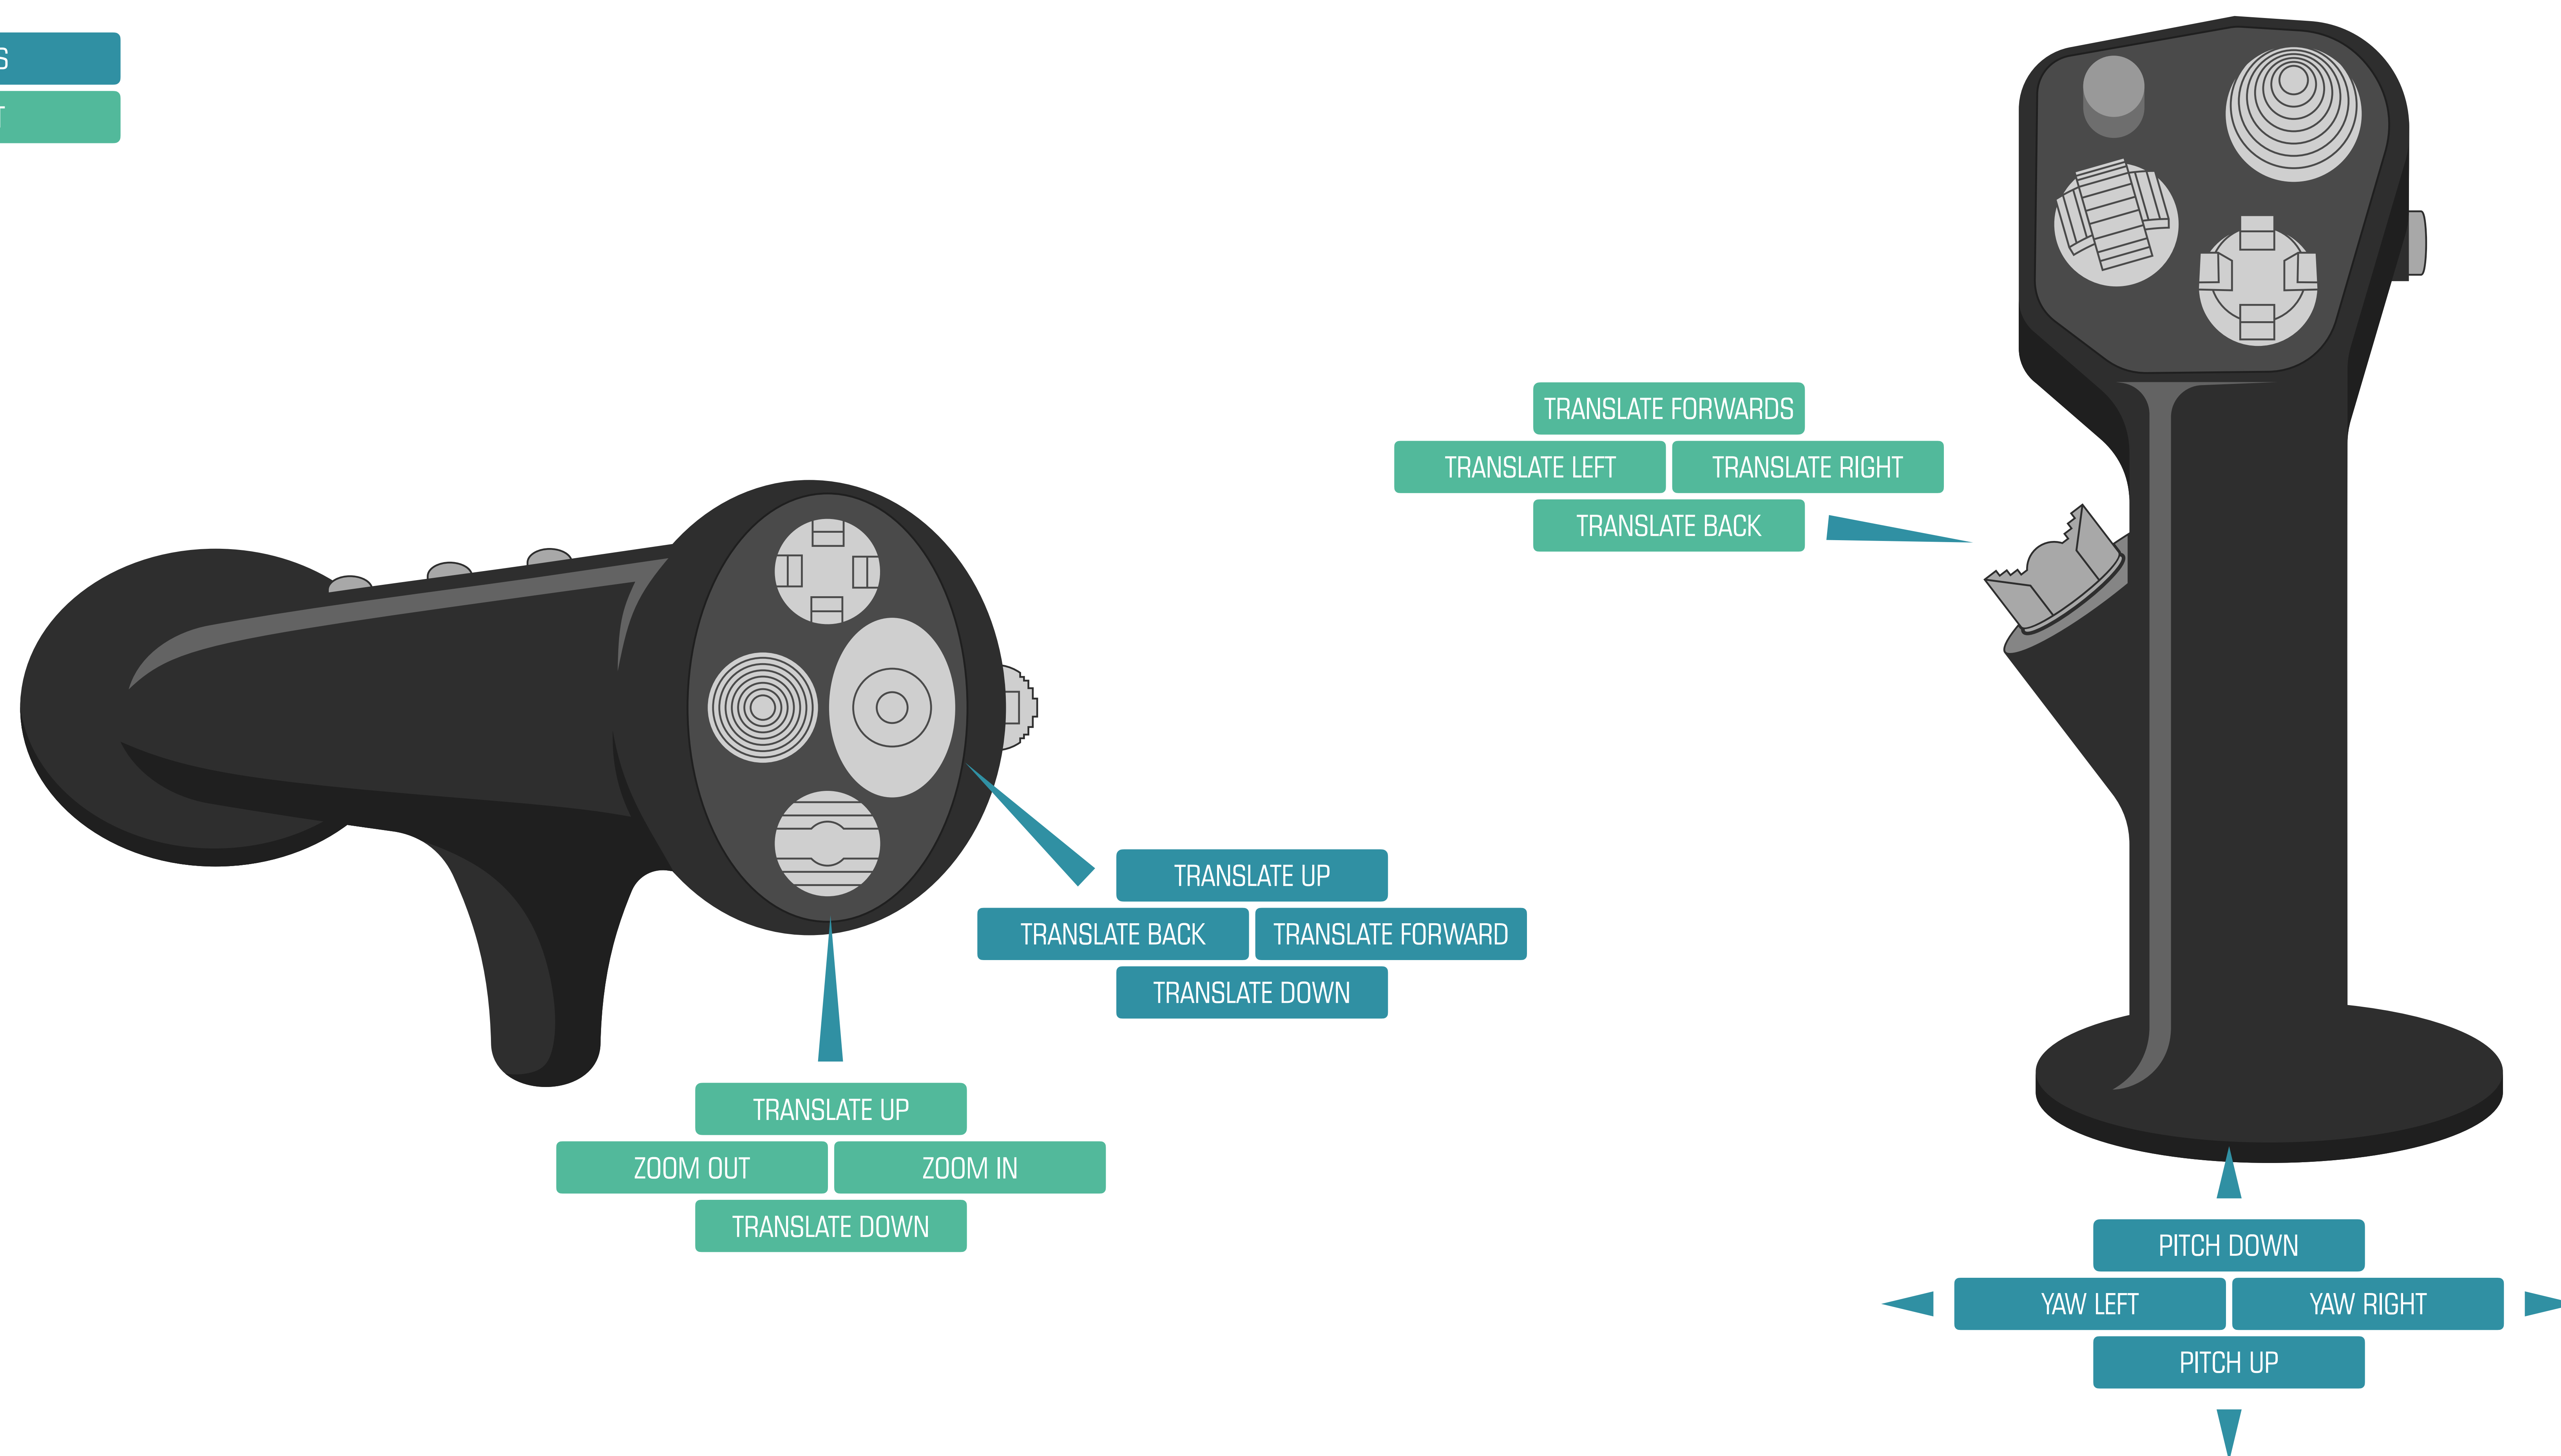 S
T
TRANSLATE FORWARDS
TRANSLATE LEFT TRANSLATE RIGHT
TRANSLATE BACK
TRANSLATE UP
TRANSLATE BACK TRANSLATE FORWARD
TRANSLATE DOWN
TRANSLATE UP
ZOOM OUT ZOOM IN
TRANSLATE DOWN
PITCH DOWN
YAW LEFT YAW RIGHT
PITCH UP